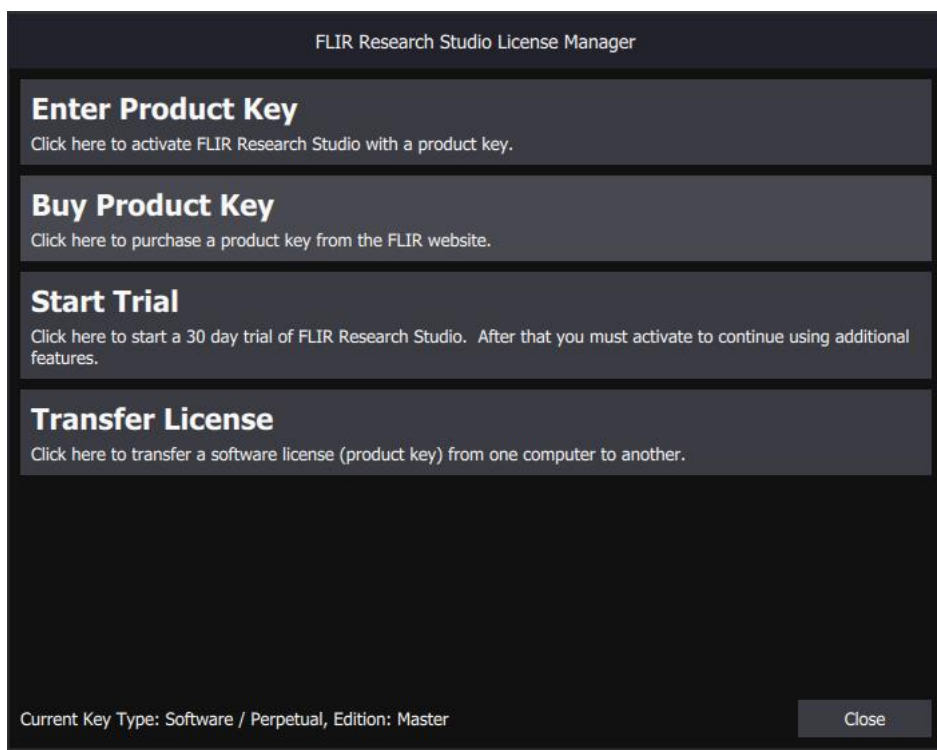 FLIR Research Studio License Manager
Enter Product Key
Click here to activate FLIR Research Studio with a product key.
Buy Product Key
Click here to purchase a product key from the FLIR website.
Start Trial
Click here to start a 30 day trial of FLIR Research Studio.  After that you must activate to continue using additional
features.
Transfer License
Click here to transfer a software license (product key) from one computer to another.
Current Key Type: Software / Perpetual, Edition: Master
Close